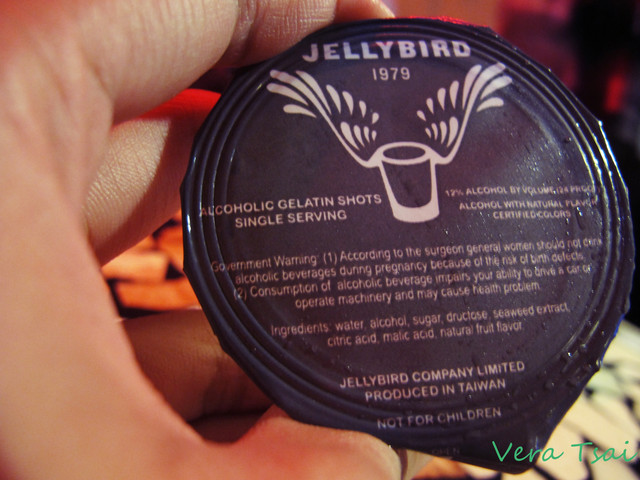 JELLYBIRD
1979
ALCOHOLIC GELATIN SHOTS
SINGLE SERVING
12% ALCOHOL BY VOLUME (24 PROOF)
ALCOHOL WITH NATURAL FLAVOR
CERTIFIED COLORS
Government Warning: (1) According to the surgeon general women should not drink
alcoholic beverages during pregnancy because of the risk of birth defects.
(2) Consumption of alcoholic beverage impairs your ability to drive a car or
operate machinery and may cause health problem
Ingredients: water, alcohol, sugar, dructose, seaweed extract,
citric acid, malic acid, natural fruit flavor
JELLYBIRD COMPANY LIMITED
PRODUCED IN TAIWAN
NOT FOR CHILDREN
Vera Tsai